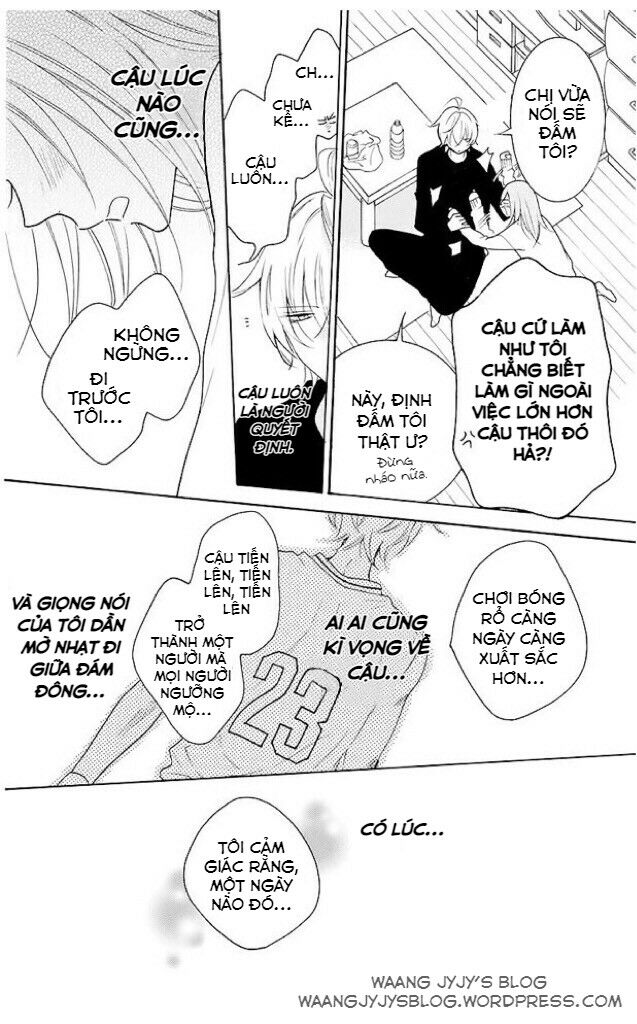 CHỊ VỪA
NÓI SẼ
ĐẤM
TÔI?
CẬU CỨ LÀM
NHƯ TÔI
CHẲNG BIẾT
LÀM GÌ NGOÀI
VIỆC LỚN HƠN
CẬU THÔI ĐÓ
HẢ?!
NÀY, ĐỊNH
ĐẤM TÔI
THẬT Ư?
Đừng
nháo nữa.
CH...
CHƯA
KỂ...
CẬU
LUÔN...
CẬU LUÔN
LÀ NGƯỜI
QUYẾT
ĐỊNH.
CẬU LÚC
NÀO
CŨNG...
KHÔNG
NGỪNG...
ĐI
TRƯỚC
TÔI...
CHƠI BÓNG
RỔ CÀNG
NGÀY CÀNG
XUẤT SẮC
HƠN...
AI AI CŨNG
KÌ VỌNG VỀ
CẬU...
CẬU TIẾN
LÊN, TIẾN
LÊN, TIẾN
LÊN
TRỞ
THÀNH MỘT
NGƯỜI MÀ
MỌI NGƯỜI
NGƯỠNG
MỘ...
23
VÀ GIỌNG NÓI
CỦA TÔI DẦN
MỜ NHẠT ĐI
GIỮA ĐÁM
ĐÔNG...
CÓ LÚC...
TÔI CẢM
GIÁC RẰNG,
MỘT NGÀY
NÀO ĐÓ...
WAANG JYJY'S BLOG
WAANGJYJYSBLOG.WORDPRESS.COM